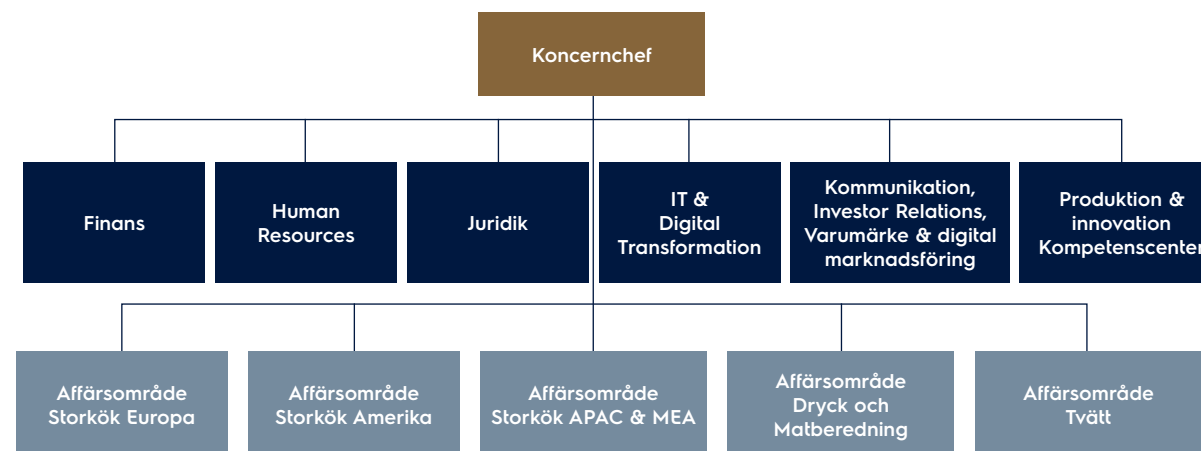 Koncernchef
Finans
Human
Resources
Juridik
IT &
Digital
Transformation
Kommunikation,
Investor Relations,
Varumärke & digital
marknadsföring
Produktion &
innovation
Kompetenscenter
Affärsområde
Storkök Europa
Affärsområde
Storkök Amerika
Affärsområde
Storkök APAC & MEA
Affärsområde
Dryck och
Matberedning
Affärsområde
Tvätt